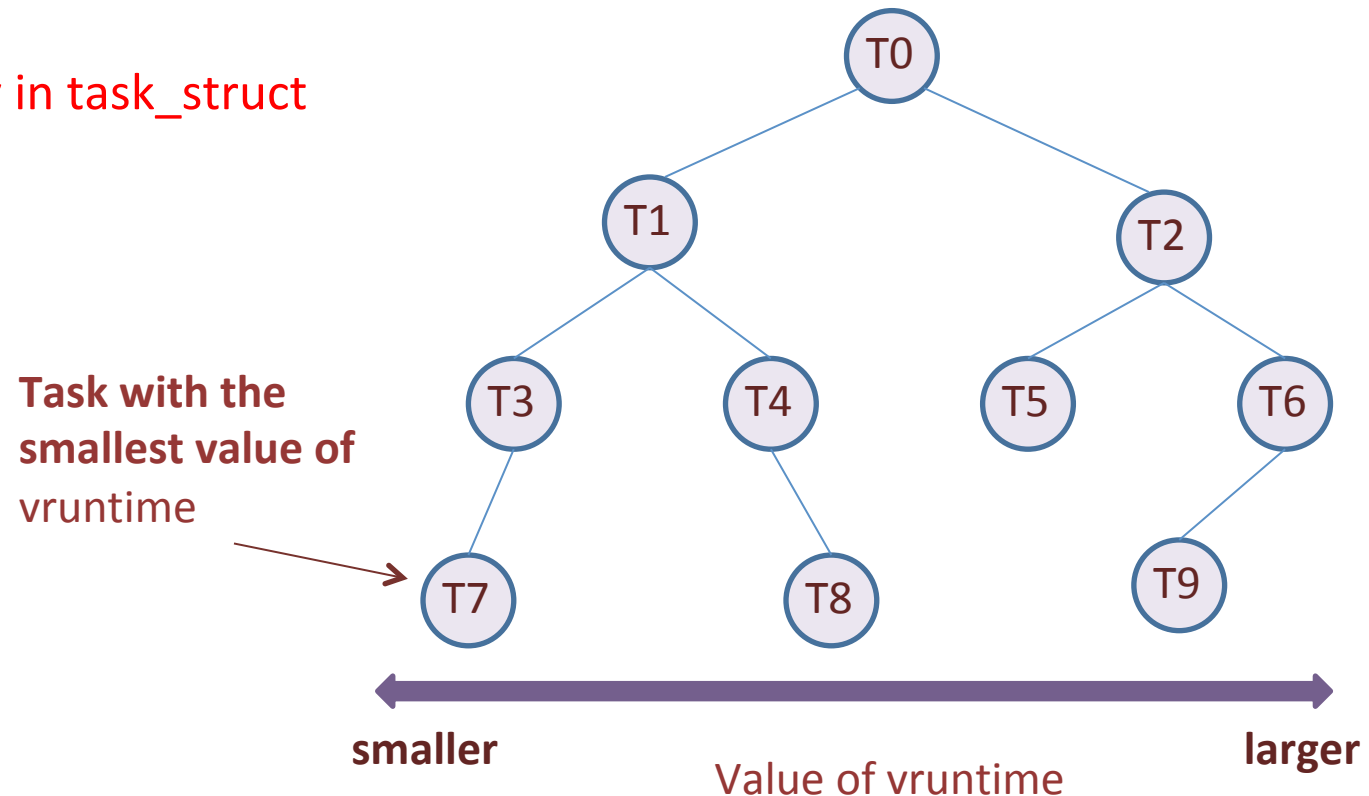 in task_struct
T0
T1
T2
T3
T4
T5
T6
Task with the
smallest value of
vruntime
T7
T8
T9
smaller
larger
Value of vruntime